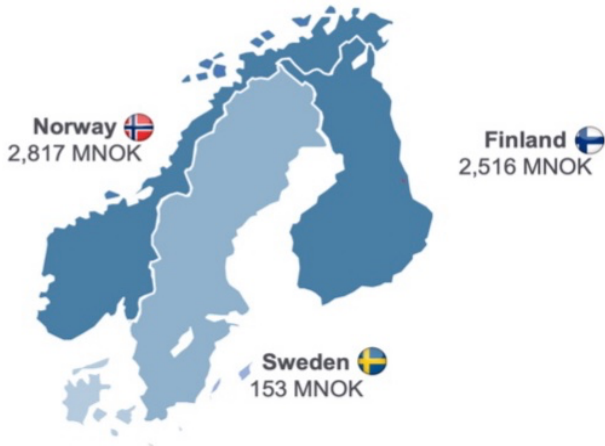 Norway
2,817 MNOK
Finland
2,516 MNOK
Sweden
153 MNOK